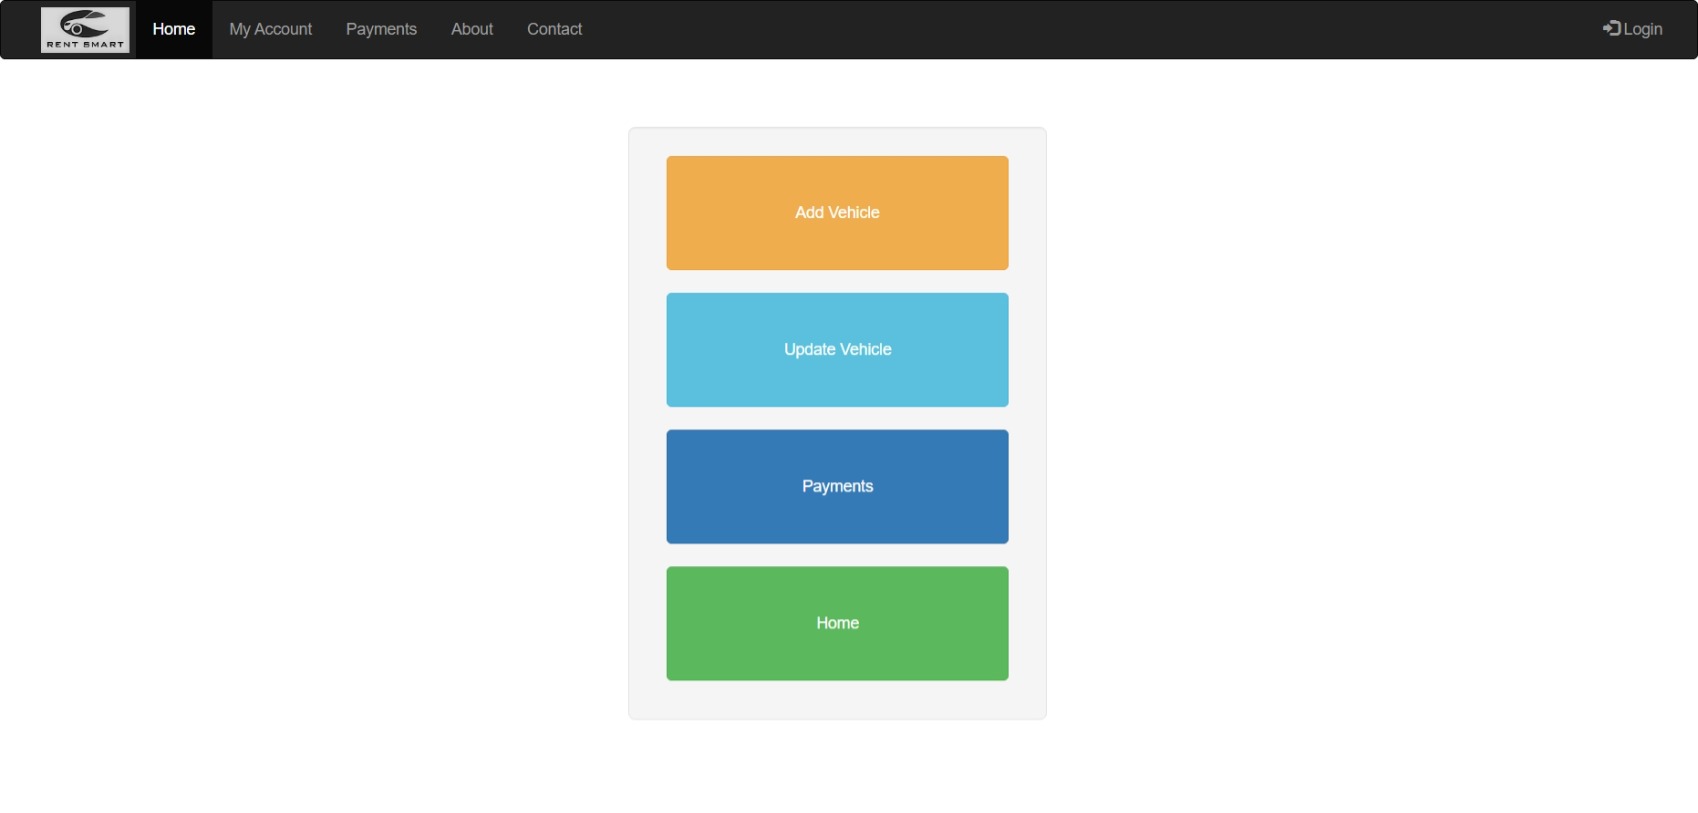 RENT SMART
Home
My Account
Payments
About
Contact
Login
Add Vehicle
Update Vehicle
Payments
Home